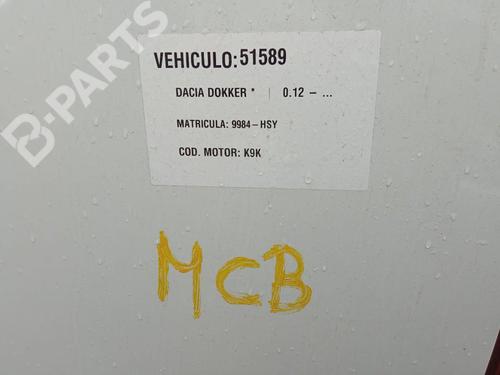 B-PARTS
VEHICULO:51589
DACIA DOKKER * | 0.12 - ...
MATRICULA: 9984-HSY
COD. MOTOR: K9K
MCB